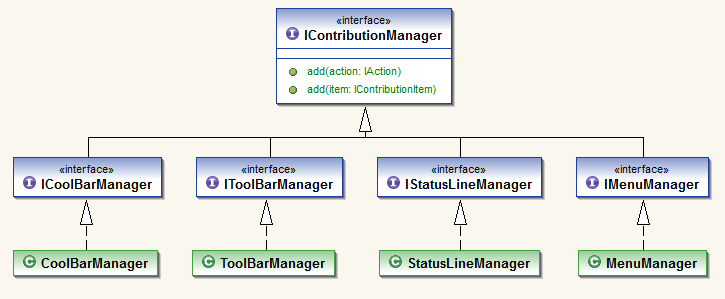 «interface»
IContributionManager
add(action: IAction)
add(item: IContributionItem)
«interface»
ICoolBarManager
«interface»
IToolBarManager
«interface»
IStatusLineManager
«interface»
IMenuManager
CoolBarManager
ToolBarManager
StatusLineManager
MenuManager